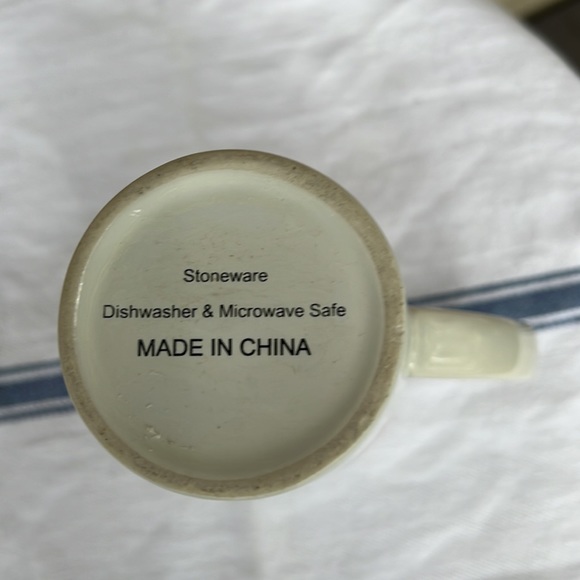 Stoneware
Dishwasher & Microwave Safe
MADE IN CHINA